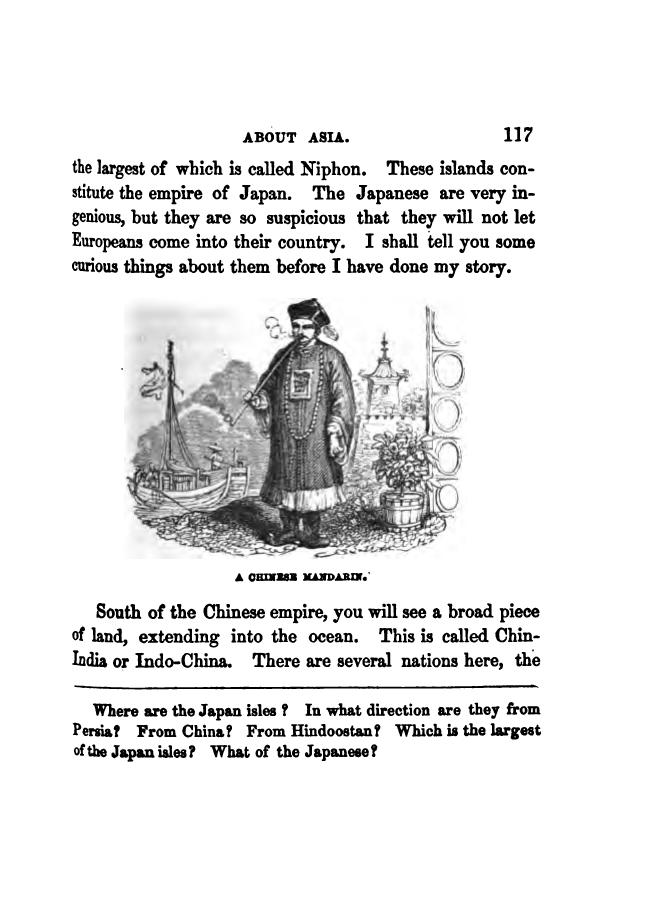 ABOUT ASIA. 117
the largest of which is called Niphon. These islands con-
stitute the empire of Japan. The Japanese are very in-
genious, but they are so suspicious that they will not let
Europeans come into their country. I shall tell you some
curious things about them before I have done my story.
A CHINESE MANDARIN.
South of the Chinese empire, you will see a broad piece
of land, extending into the ocean. This is called Chin-
India or Indo-China. There are several nations here, the
Where are the Japan isles? In what direction are they from
Persia? From China? From Hindoostan? Which is the largest
of the Japan isles? What of the Japanese?